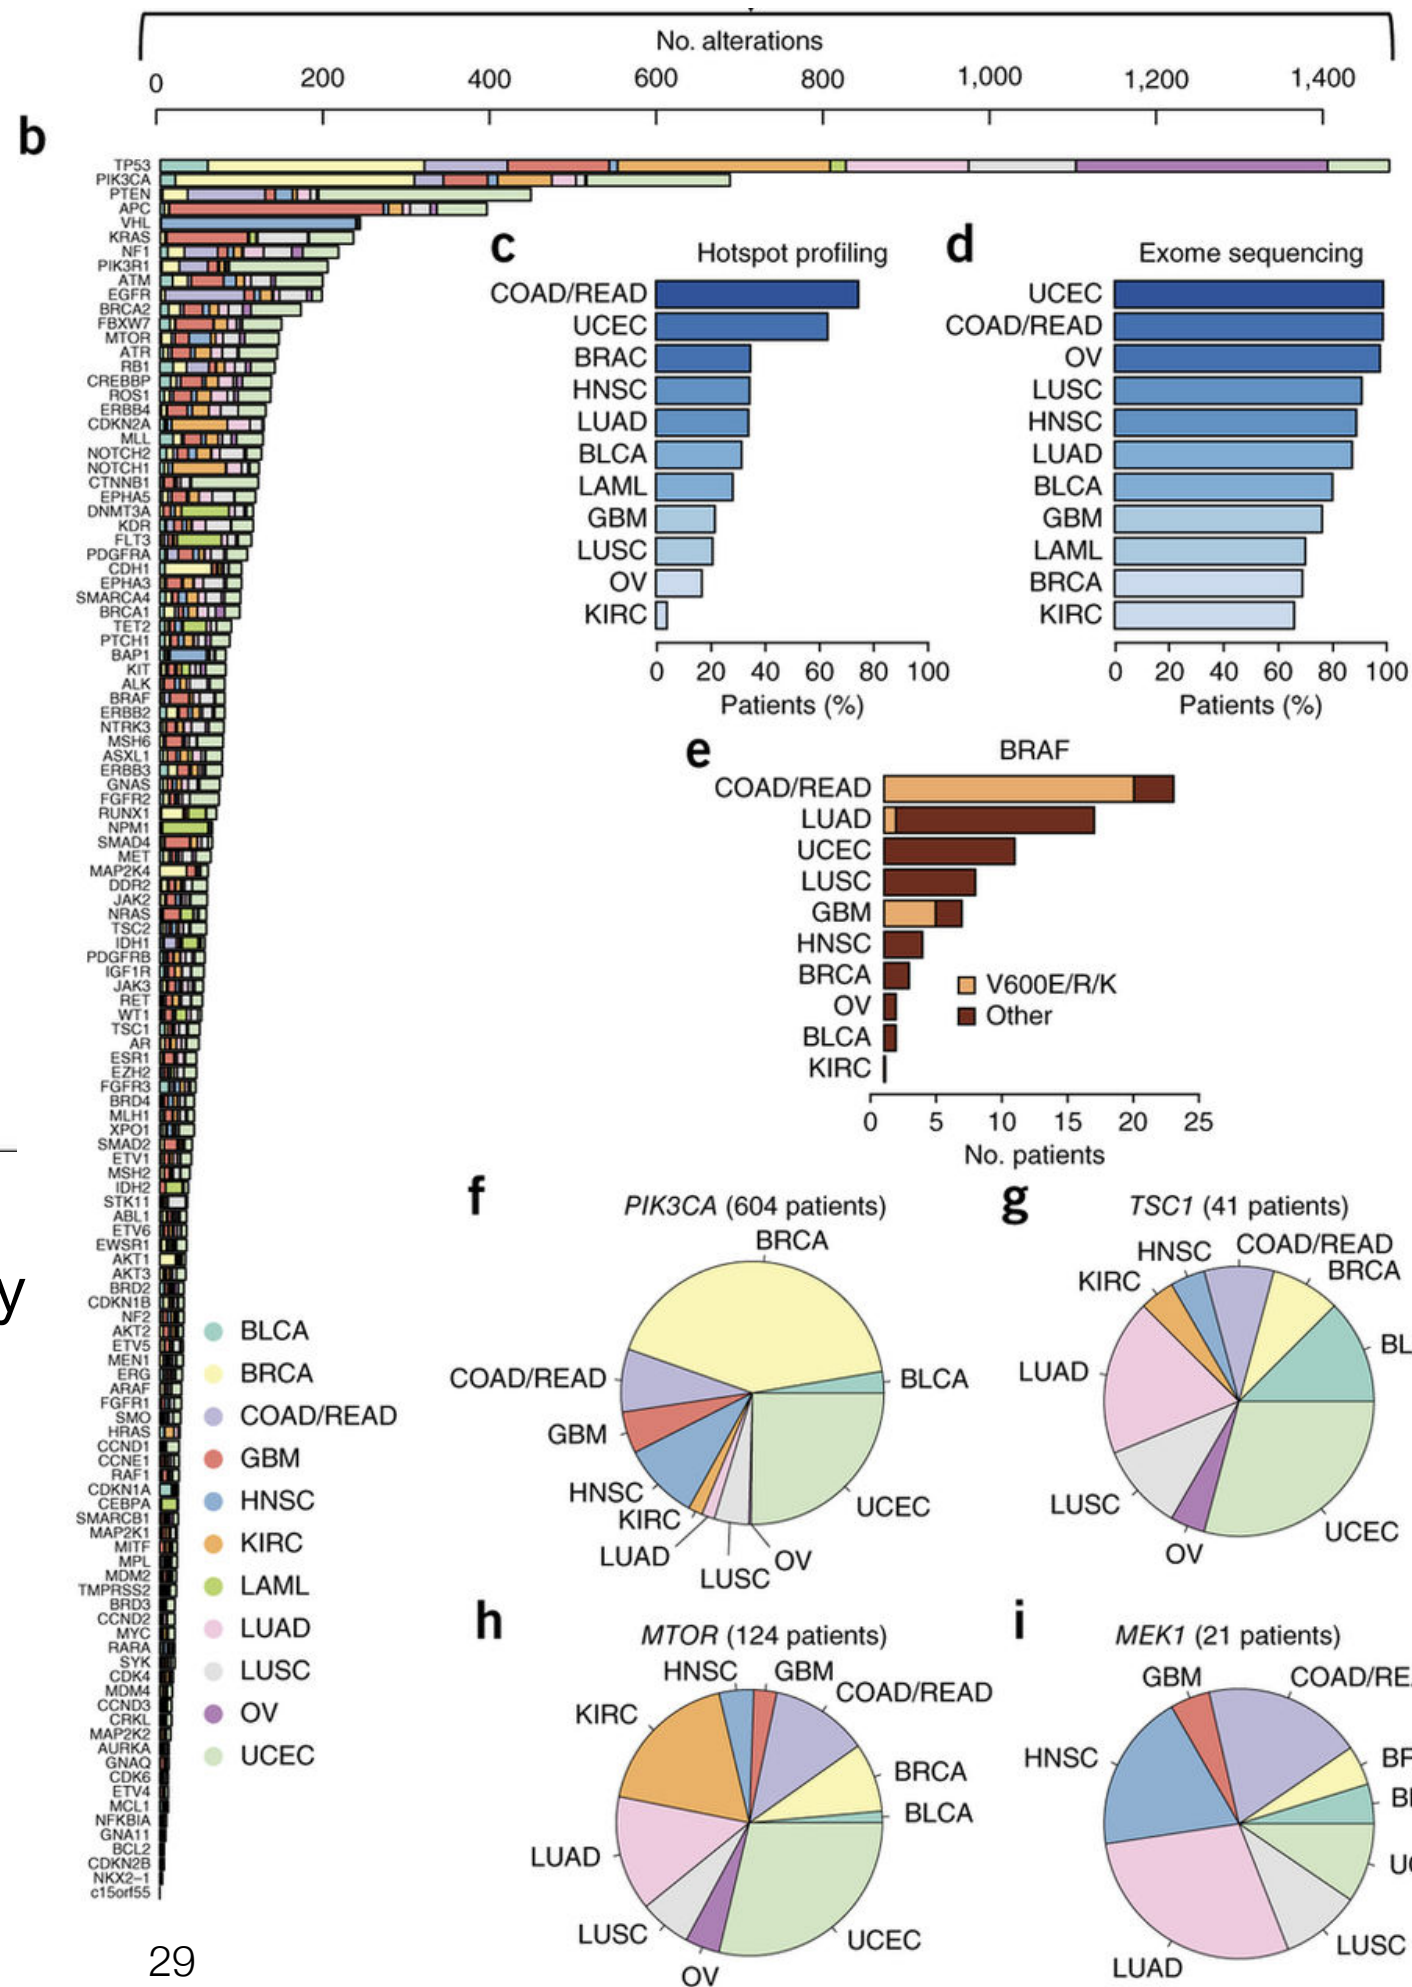 No. alterations
0 200 400 600 800 1,000 1,200 1,400
b
TP53
PIK3CA
PTEN
APC
VHL
KRAS
NF1
PIK3R1
ATM
EGFR
BRCA2
FBXW7
MTOR
ATR
RB1
CREBBP
ROS1
ERBB4
CDKN2A
MLL
NOTCH2
NOTCH1
CTNNB1
EPHA5
DNMT3A
KDR
FLT3
PDGFRA
CDH1
EPHA3
SMARCA4
BRCA1
TET2
PTCH1
BAP1
KIT
ALK
BRAF
ERBB2
NTRK3
MSH6
ASXL1
ERBB3
GNAS
FGFR2
RUNX1
NPM1
SMAD4
MET
MAP2K4
DDR2
JAK2
NRAS
TSC2
IDH1
PDGFRB
IGF1R
JAK3
RET
WT1
TSC1
AR
ESR1
EZH2
FGFR3
BRD4
MLH1
XPO1
SMAD2
ETV1
MSH2
IDH2
STK11
ABL1
ETV6
EWSR1
AKT1
AKT3
BRD2
CDKN1B
NF2
AKT2
ETV5
MEN1
ERG
ARAF
FGFR1
SMO
HRAS
CCND1
CCNE1
RAF1
CDKN1A
CEBPA
SMARCB1
MAP2K1
MITF
MPL
MDM2
TMPRSS2
BRD3
CCND2
MYC
RARA
SYK
CDK4
MDM4
CCND3
CRKL
MAP2K2
AURKA
GNAQ
CDK6
ETV4
MCL1
NFKBIA
GNA11
BCL2
CDKN2B
NKX2−1
c15orf55
BLCA
BRCA
COAD/READ
GBM
HNSC
KIRC
LAML
LUAD
LUSC
OV
UCEC
c
Hotspot profiling
COAD/READ
UCEC
BRAC
HNSC
LUAD
BLCA
LAML
GBM
LUSC
OV
KIRC
0 20 40 60 80 100
Patients (%)
d
Exome sequencing
UCEC
COAD/READ
OV
LUSC
HNSC
LUAD
BLCA
GBM
LAML
BRCA
KIRC
0 20 40 60 80 100
Patients (%)
e
BRAF
COAD/READ
LUAD
UCEC
LUSC
GBM
HNSC
BRCA
OV
BLCA
KIRC
V600E/R/K
Other
0 5 10 15 20 25
No. patients
f
PIK3CA (604 patients)
BRCA
COAD/READ
BLCA
GBM
HNSC
KIRC
LUAD
LUSC
OV
UCEC
g
TSC1 (41 patients)
HNSC
COAD/READ
KIRC
BRCA
BL
LUAD
LUSC
OV
UCEC
h
MTOR (124 patients)
HNSC
GBM
COAD/READ
KIRC
BRCA
BLCA
LUAD
LUSC
OV
UCEC
i
MEK1 (21 patients)
GBM
COAD/REA
HNSC
BR
BL
UC
LUSC
LUAD
y
29